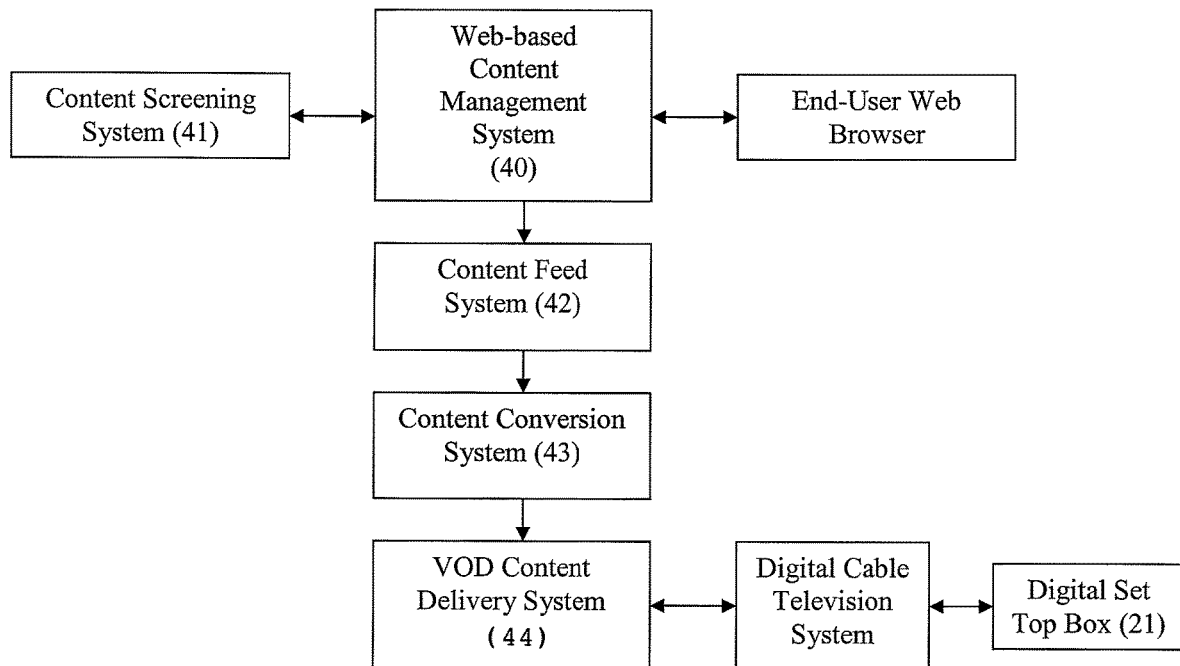 Web-based
Content
Management
System
(40)
Content Screening
System (41)
End-User Web
Browser
Content Feed
System (42)
Content Conversion
System (43)
VOD Content
Delivery System
(44)
Digital Cable
Television
System
Digital Set
Top Box (21)